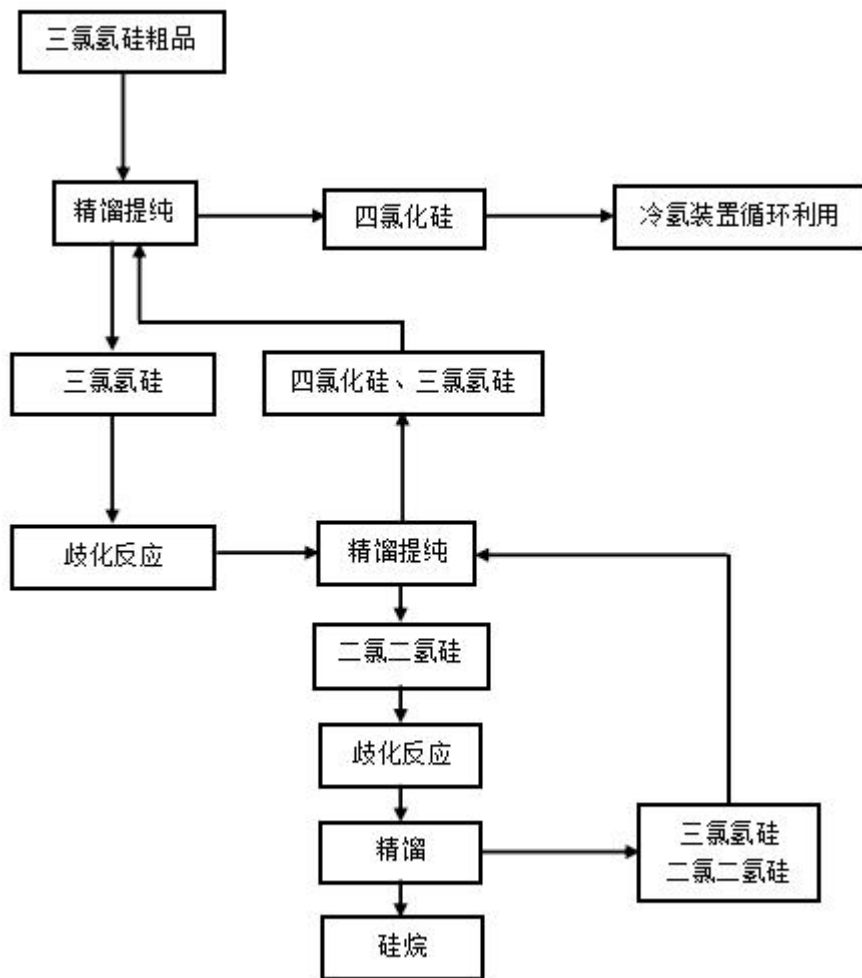 三氯氢硅粗品
精馏提纯
四氯化硅
冷氢装置循环利用
三氯氢硅
四氯化硅、三氯氢硅
歧化反应
精馏提纯
二氯二氢硅
歧化反应
精馏
三氯氢硅
二氯二氢硅
硅烷